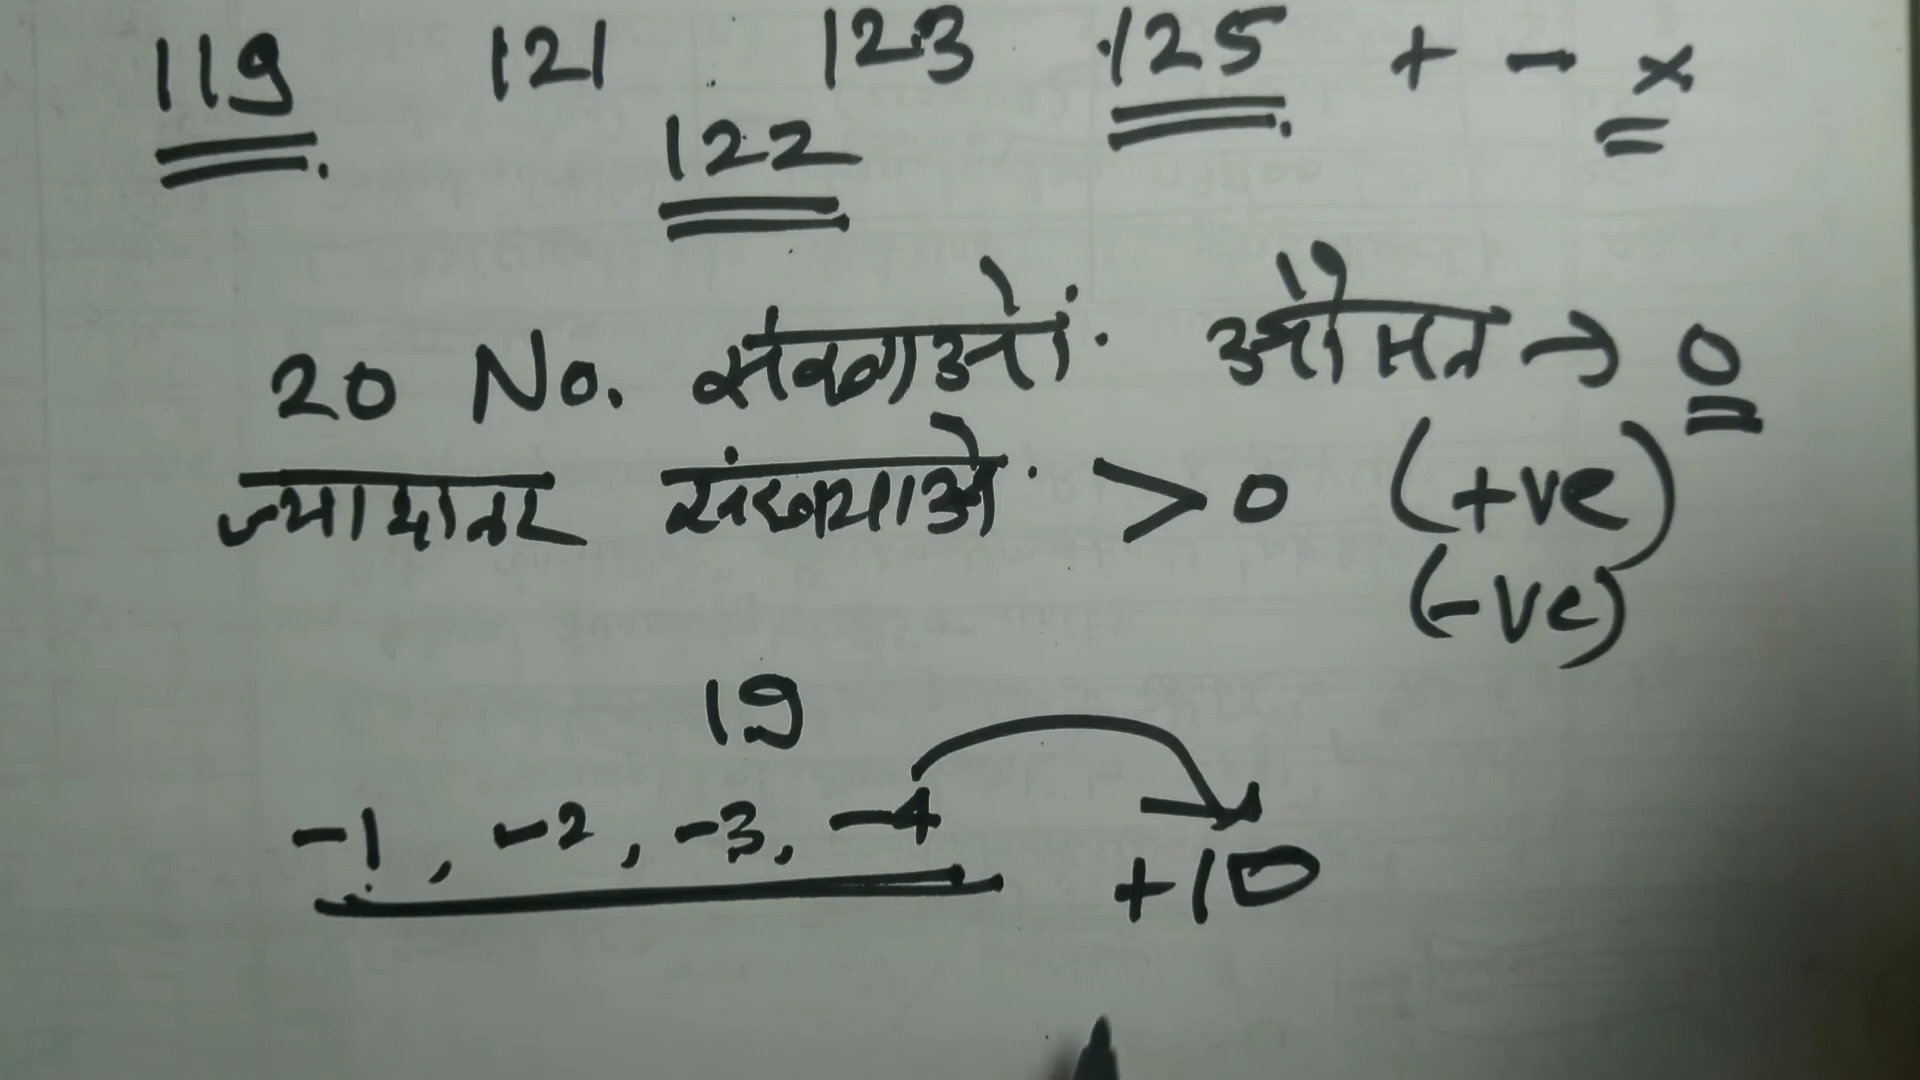 119 121 123 125 + - ×
122
20 No. संख्याओं. औसत → 0
ज्यादातर संख्याओं > 0 (+ve)
(-ve)
19
-1, -2, -3, -4
+10